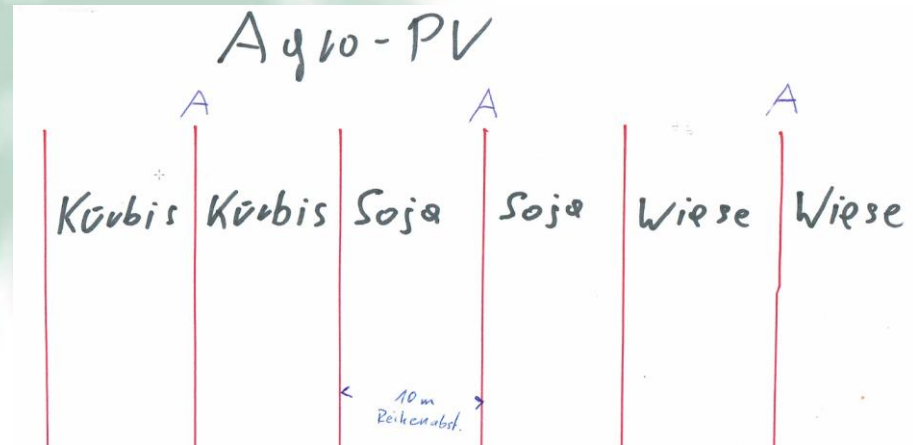 Agro-PV
A A A
Kürbis Kürbis Soja Soja Wiese Wiese
10 m
Reihenabst.